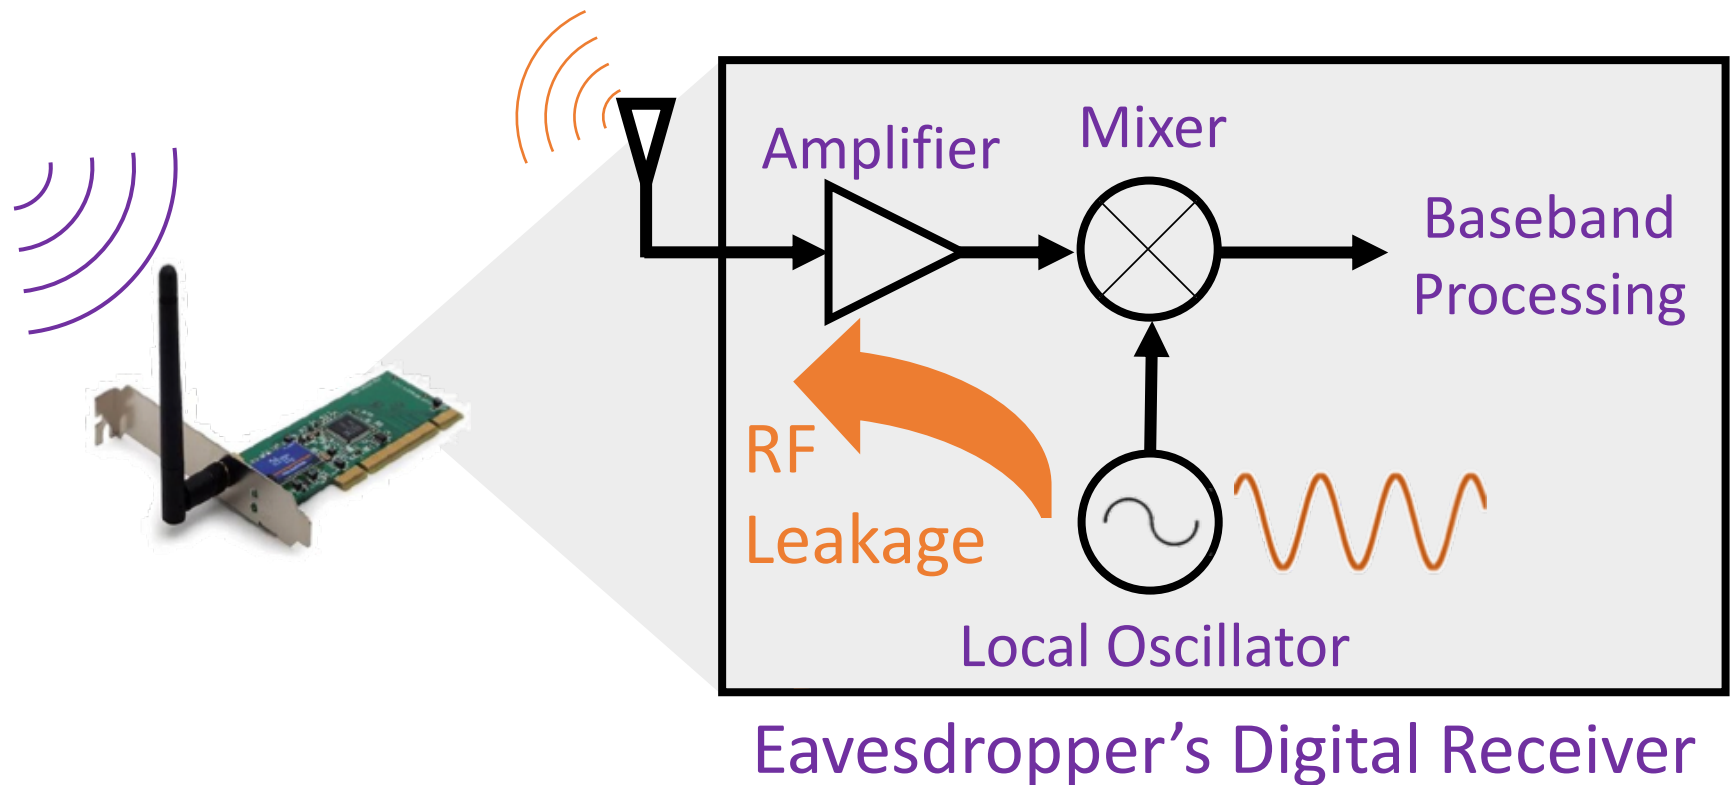 Amplifier
Mixer
Baseband
Processing
RF
Leakage
Local Oscillator
Eavesdropper's Digital Receiver